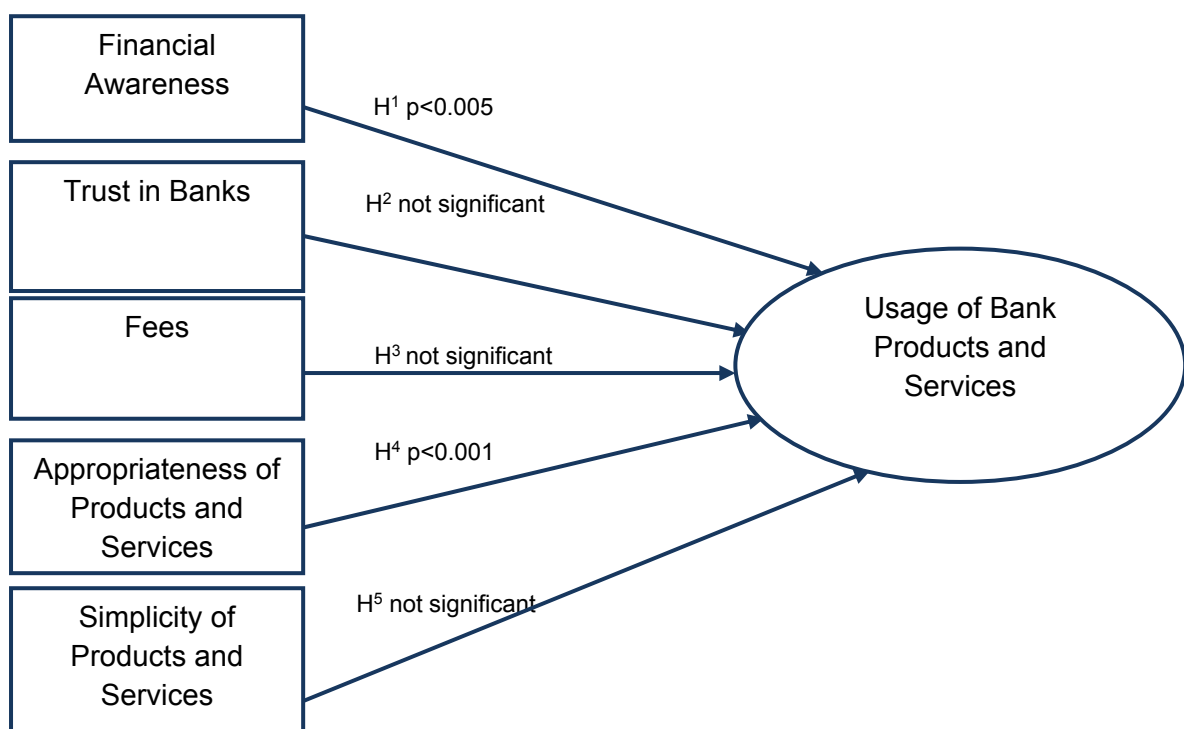 Financial
Awareness
H¹ p<0.005
Trust in Banks
H² not significant
Fees
H³ not significant
Usage of Bank
Products and
Services
Appropriateness of
Products and
Services
H⁴ p<0.001
Simplicity of
Products and
Services
H⁵ not significant